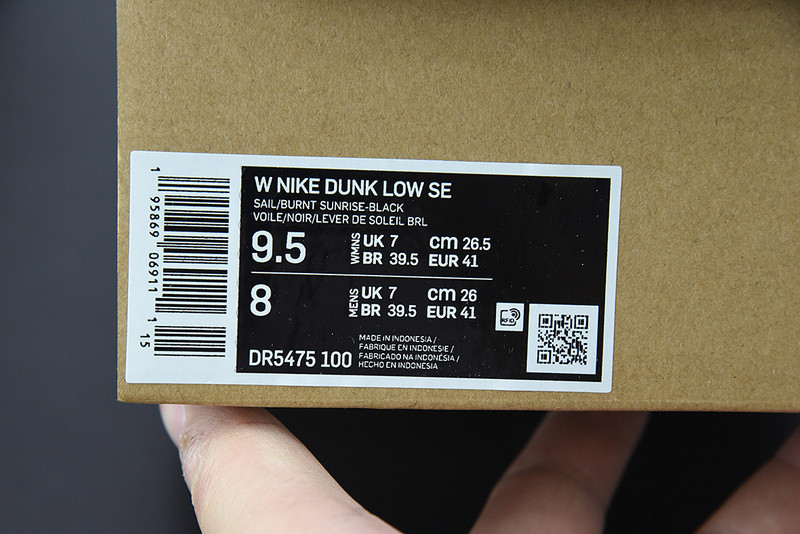 1 95869 06911 1 15
W NIKE DUNK LOW SE
SAIL/BURNT SUNRISE-BLACK
VOILE/NOIR/LEVER DE SOLEIL BRL
9.5 WMNS UK 7 cm 26.5
BR 39.5 EUR 41
8 MENS UK 7 cm 26
BR 39.5 EUR 41
RFID
DR5475 100
MADE IN INDONESIA /
FABRIQUE EN INDONESIE /
FABRICADO NA INDONÉSIA /
HECHO EN INDONESIA